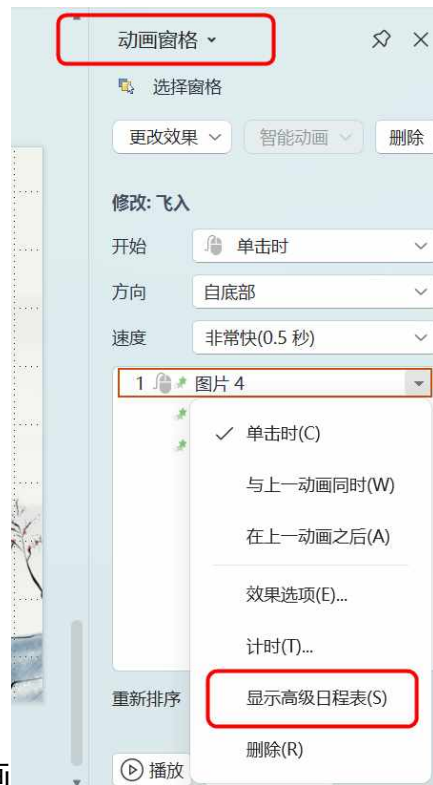 动画窗格
选择窗格
更改效果 智能动画 删除
修改: 飞入
开始 单击时
方向 自底部
速度 非常快(0.5 秒)
1 图片 4
单击时(C)
与上一动画同时(W)
在上一动画之后(A)
效果选项(E)...
计时(T)...
显示高级日程表(S)
删除(R)
重新排序
播放